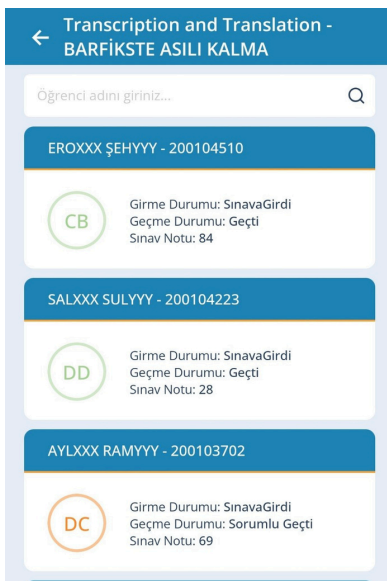 Transcription and Translation -
BARFİKSTE ASILI KALMA
Öğrenci adını giriniz...
EROXXX ŞEHYYY - 200104510
CB
Girme Durumu: SınavaGirdi
Geçme Durumu: Geçti
Sınav Notu: 84
SALXXX SULYYY - 200104223
DD
Girme Durumu: SınavaGirdi
Geçme Durumu: Geçti
Sınav Notu: 28
AYLXXX RAMYYY - 200103702
DC
Girme Durumu: SınavaGirdi
Geçme Durumu: Sorumlu Geçti
Sınav Notu: 69